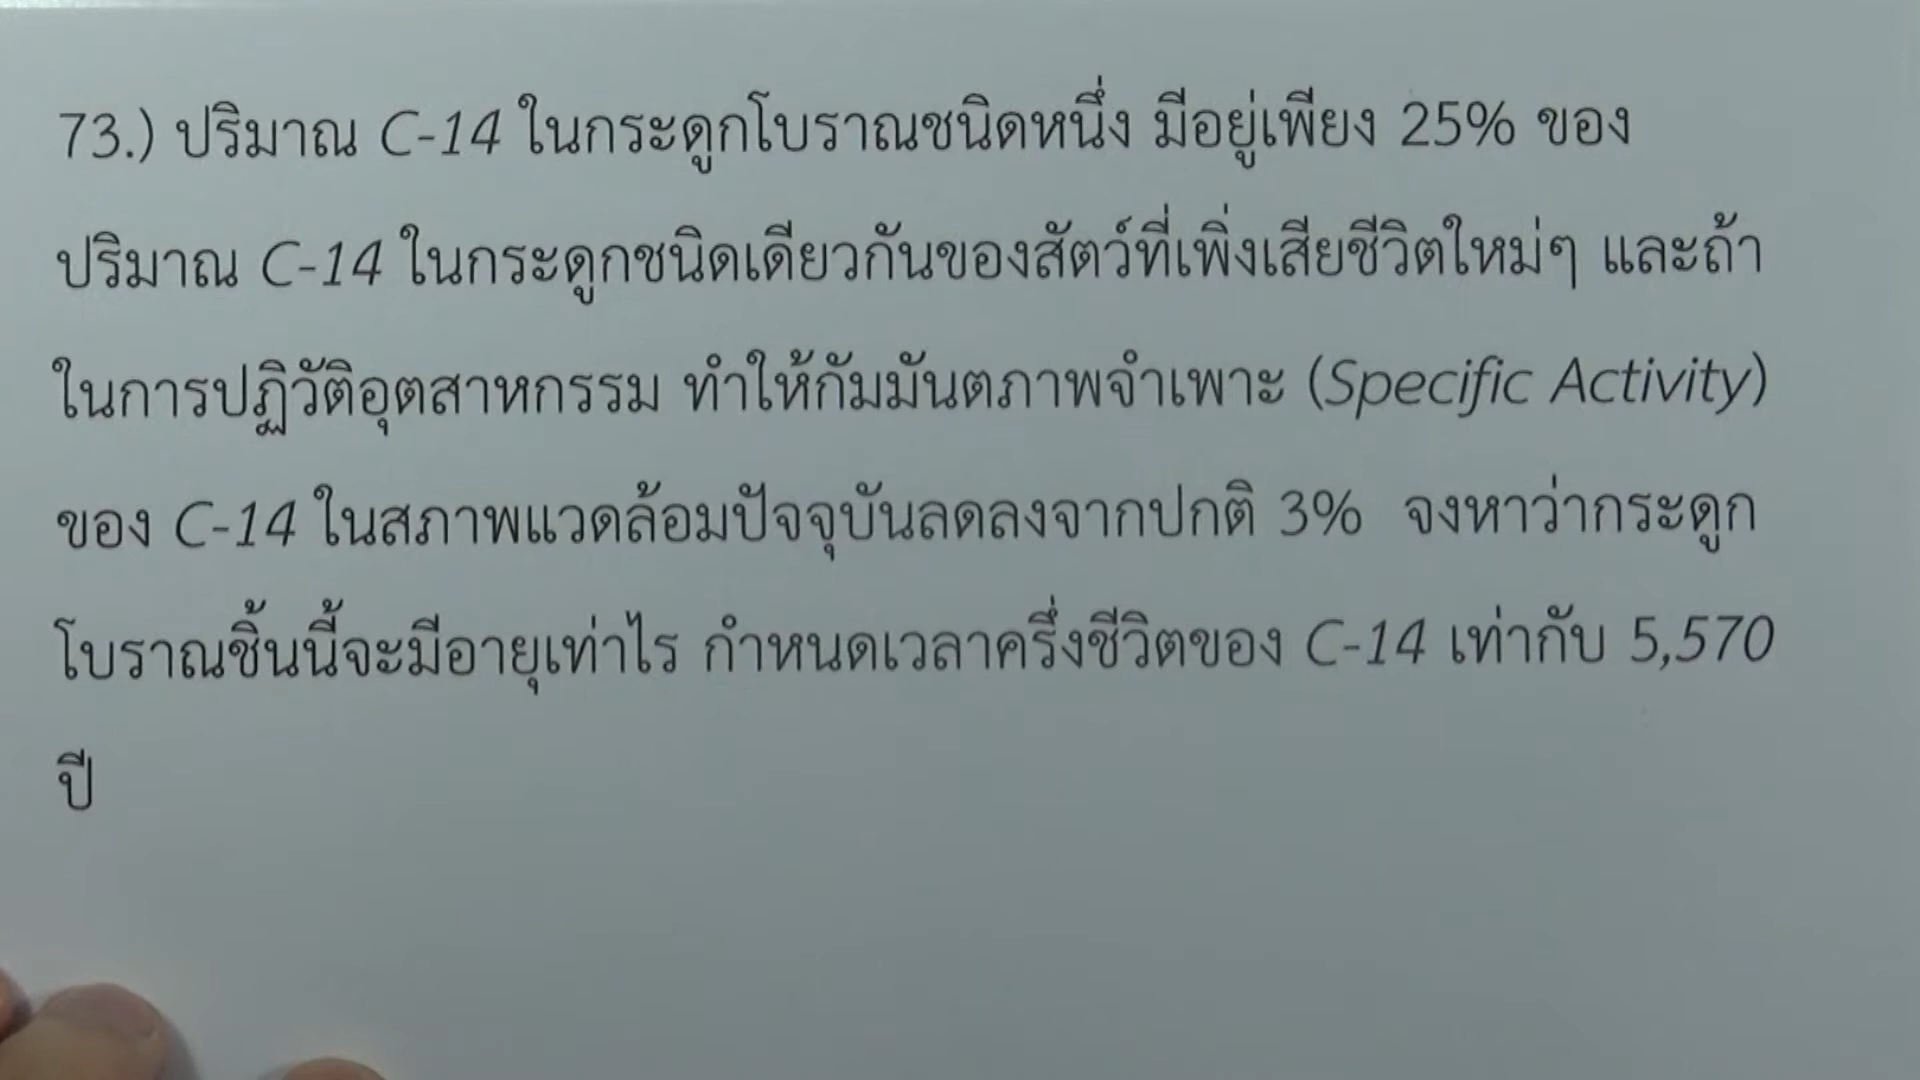 73.) ปริมาณ C-14 ในกระดูกโบราณชนิดหนึ่ง มีอยู่เพียง 25% ของ
ปริมาณ C-14 ในกระดูกชนิดเดียวกันของสัตว์ที่เพิ่งเสียชีวิตใหม่ๆ และถ้า
ในการปฏิวัติอุตสาหกรรม ทำให้กัมมันตภาพจำเพาะ (Specific Activity)
ของ C-14 ในสภาพแวดล้อมปัจจุบันลดลงจากปกติ 3% จงหาว่ากระดูก
โบราณชิ้นนี้จะมีอายุเท่าไร กำหนดเวลาครึ่งชีวิตของ C-14 เท่ากับ 5,570
ปี